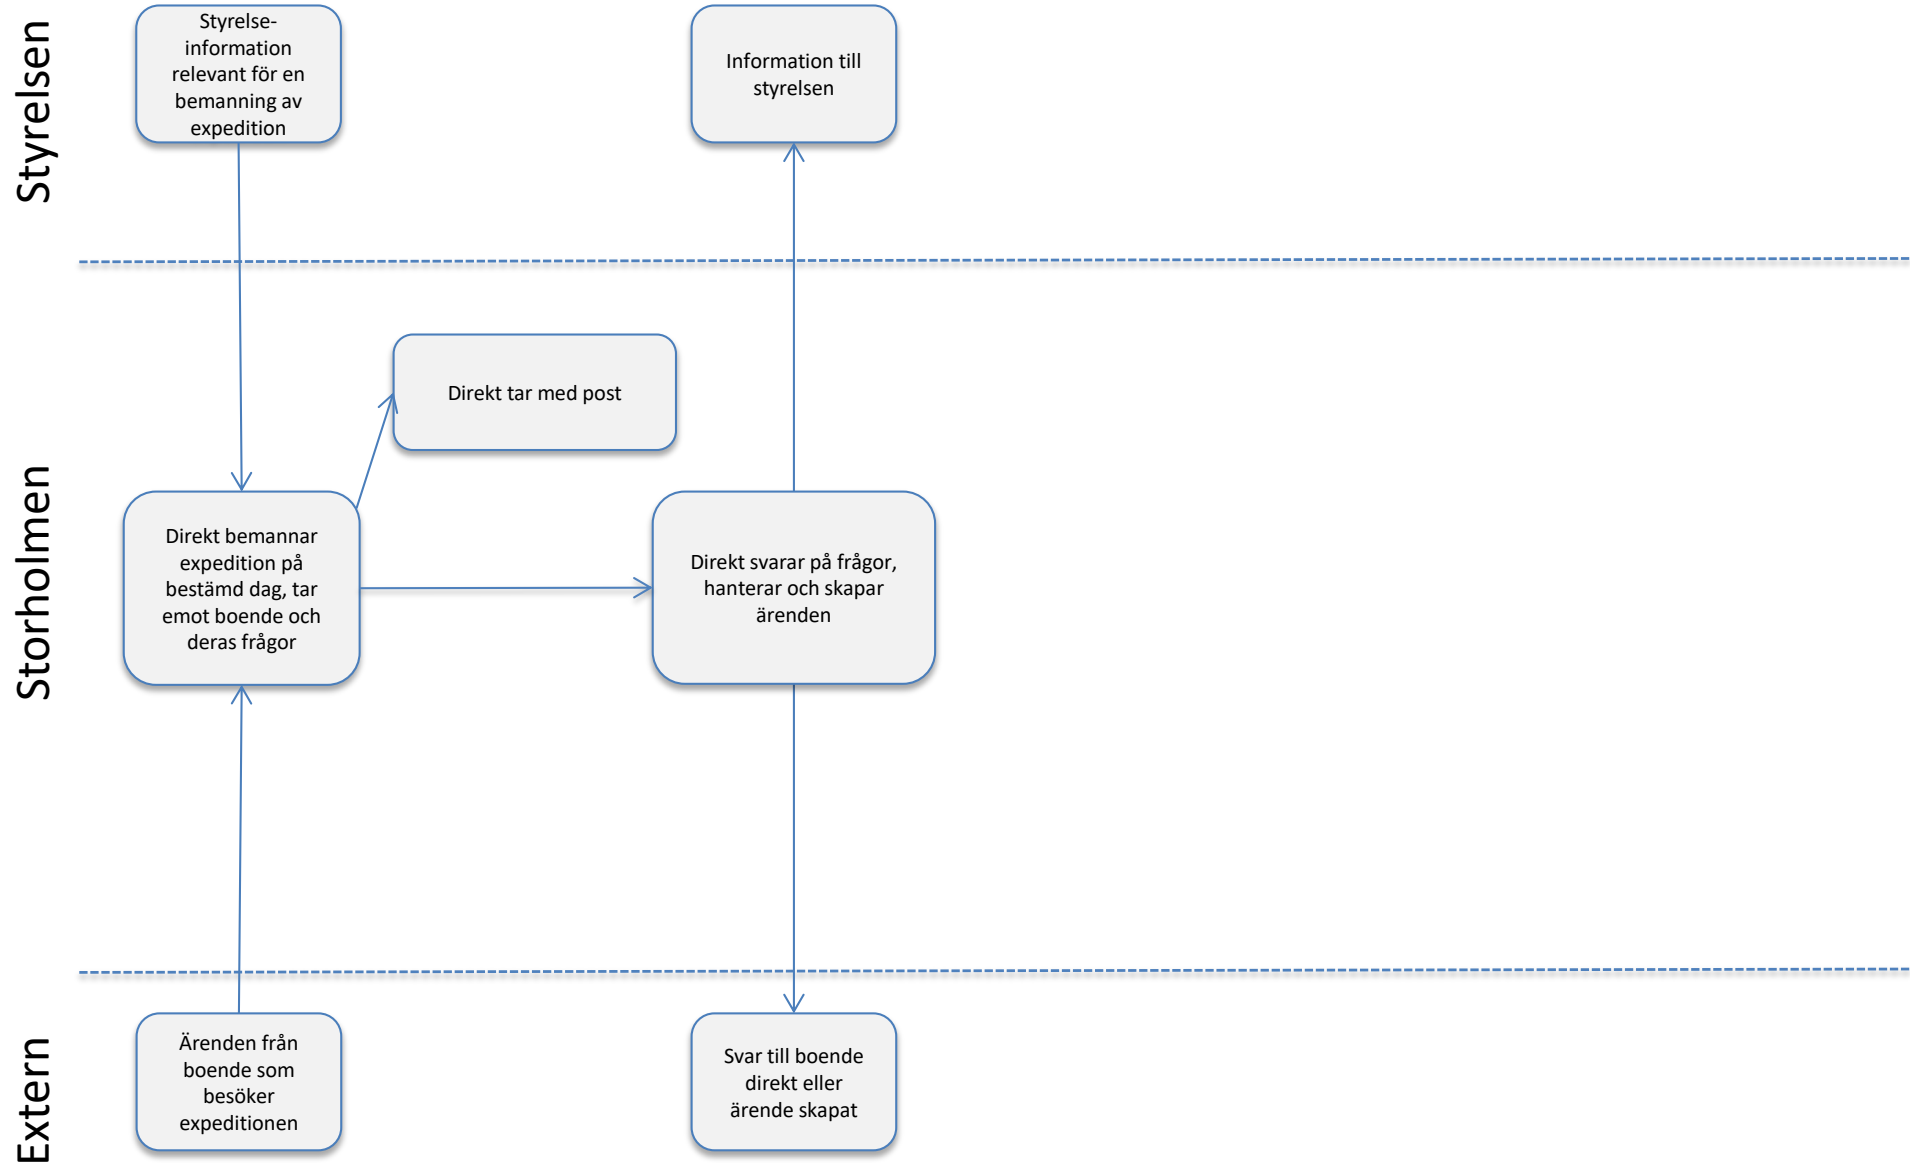 Styrelsen
Styrelse-
information
relevant för en
bemanning av
expedition
Information till
styrelsen
Storholmen
Direkt tar med post
Direkt bemannar
expedition på
bestämd dag, tar
emot boende och
deras frågor
Direkt svarar på frågor,
hanterar och skapar
ärenden
Extern
Ärenden från
boende som
besöker
expeditionen
Svar till boende
direkt eller
ärende skapat